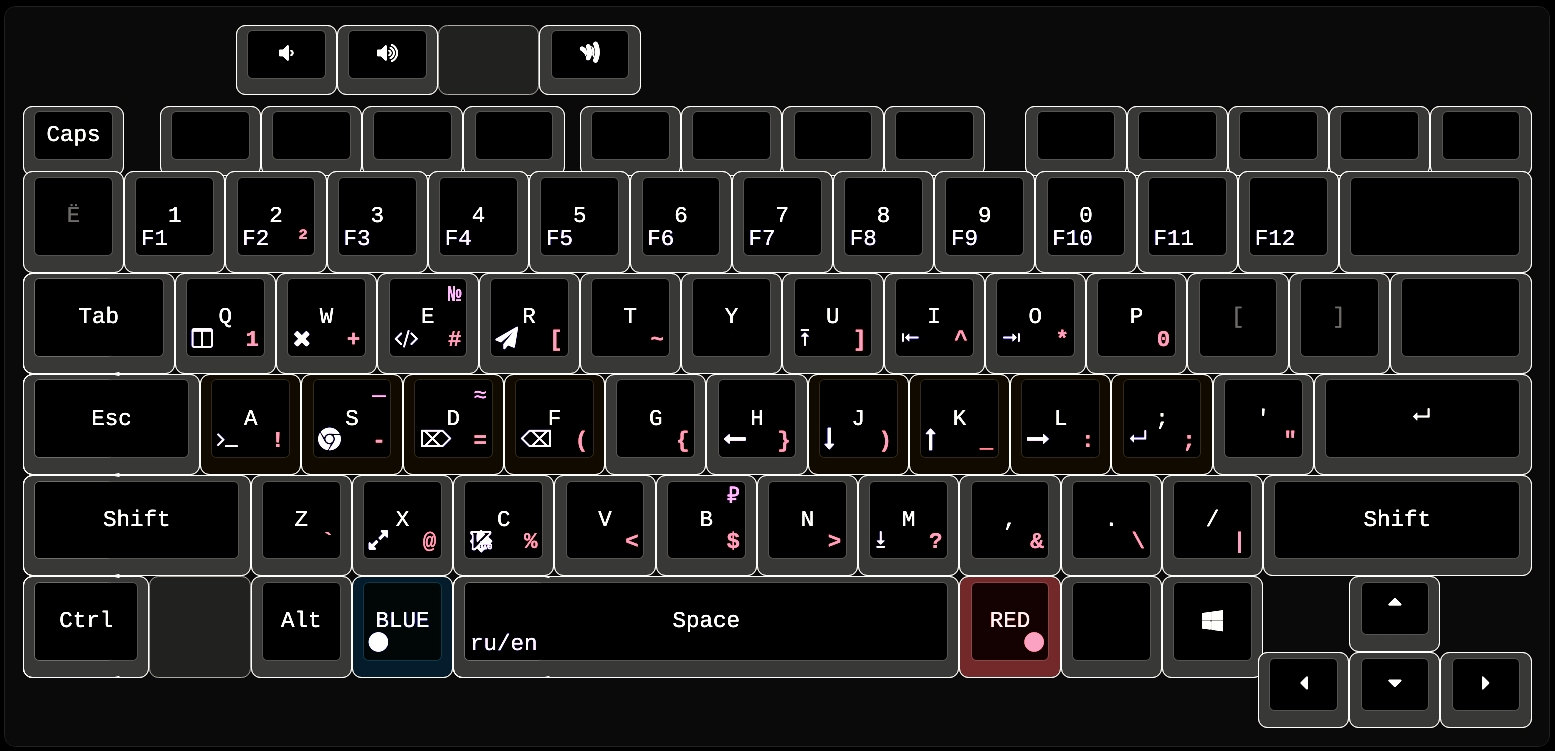 Caps
Ë 1 F1 2 F2 ² 3 F3 4 F4 5 F5 6 F6 7 F7 8 F8 9 F9 0 F10 F11 F12
Tab Q 1 W + E № </> # R [ T ~ Y U ] I ^ O * P 0 [ ]
Esc A >_ ! S — - D ≈ = F ( G { H ← } J ↓ ) K ↑ _ L → : ; ↵ ; ' " ↵
Shift Z ` X @ C % V < B ₽ $ N > M ? , & . \ / | Shift
Ctrl Alt BLUE Space ru/en RED